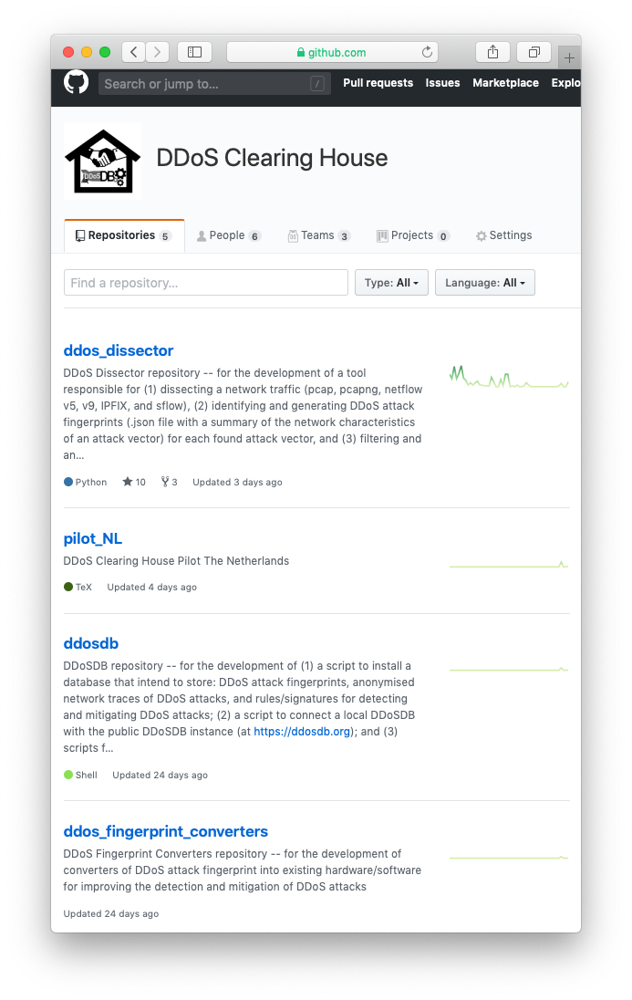 github.com
Search or jump to... /
Pull requests Issues Marketplace Explo
DDoSDB
DDoS Clearing House
Repositories 5 People 6 Teams 3 Projects 0 Settings
Find a repository... Type: All Language: All
ddos_dissector
DDoS Dissector repository -- for the development of a tool
responsible for (1) dissecting a network traffic (pcap, pcapng, netflow
v5, v9, IPFIX, and sflow), (2) identifying and generating DDoS attack
fingerprints (.json file with a summary of the network characteristics
of an attack vector) for each found attack vector, and (3) filtering and
an...
Python 10 3 Updated 3 days ago
pilot_NL
DDoS Clearing House Pilot The Netherlands
TeX Updated 4 days ago
ddosdb
DDoSDB repository -- for the development of (1) a script to install a
database that intend to store: DDoS attack fingerprints, anonymised
network traces of DDoS attacks, and rules/signatures for detecting
and mitigating DDoS attacks; (2) a script to connect a local DDoSDB
with the public DDoSDB instance (at https://ddosdb.org); and (3)
scripts f...
Shell Updated 24 days ago
ddos_fingerprint_converters
DDoS Fingerprint Converters repository -- for the development of
converters of DDoS attack fingerprint into existing hardware/software
for improving the detection and mitigation of DDoS attacks
Updated 24 days ago